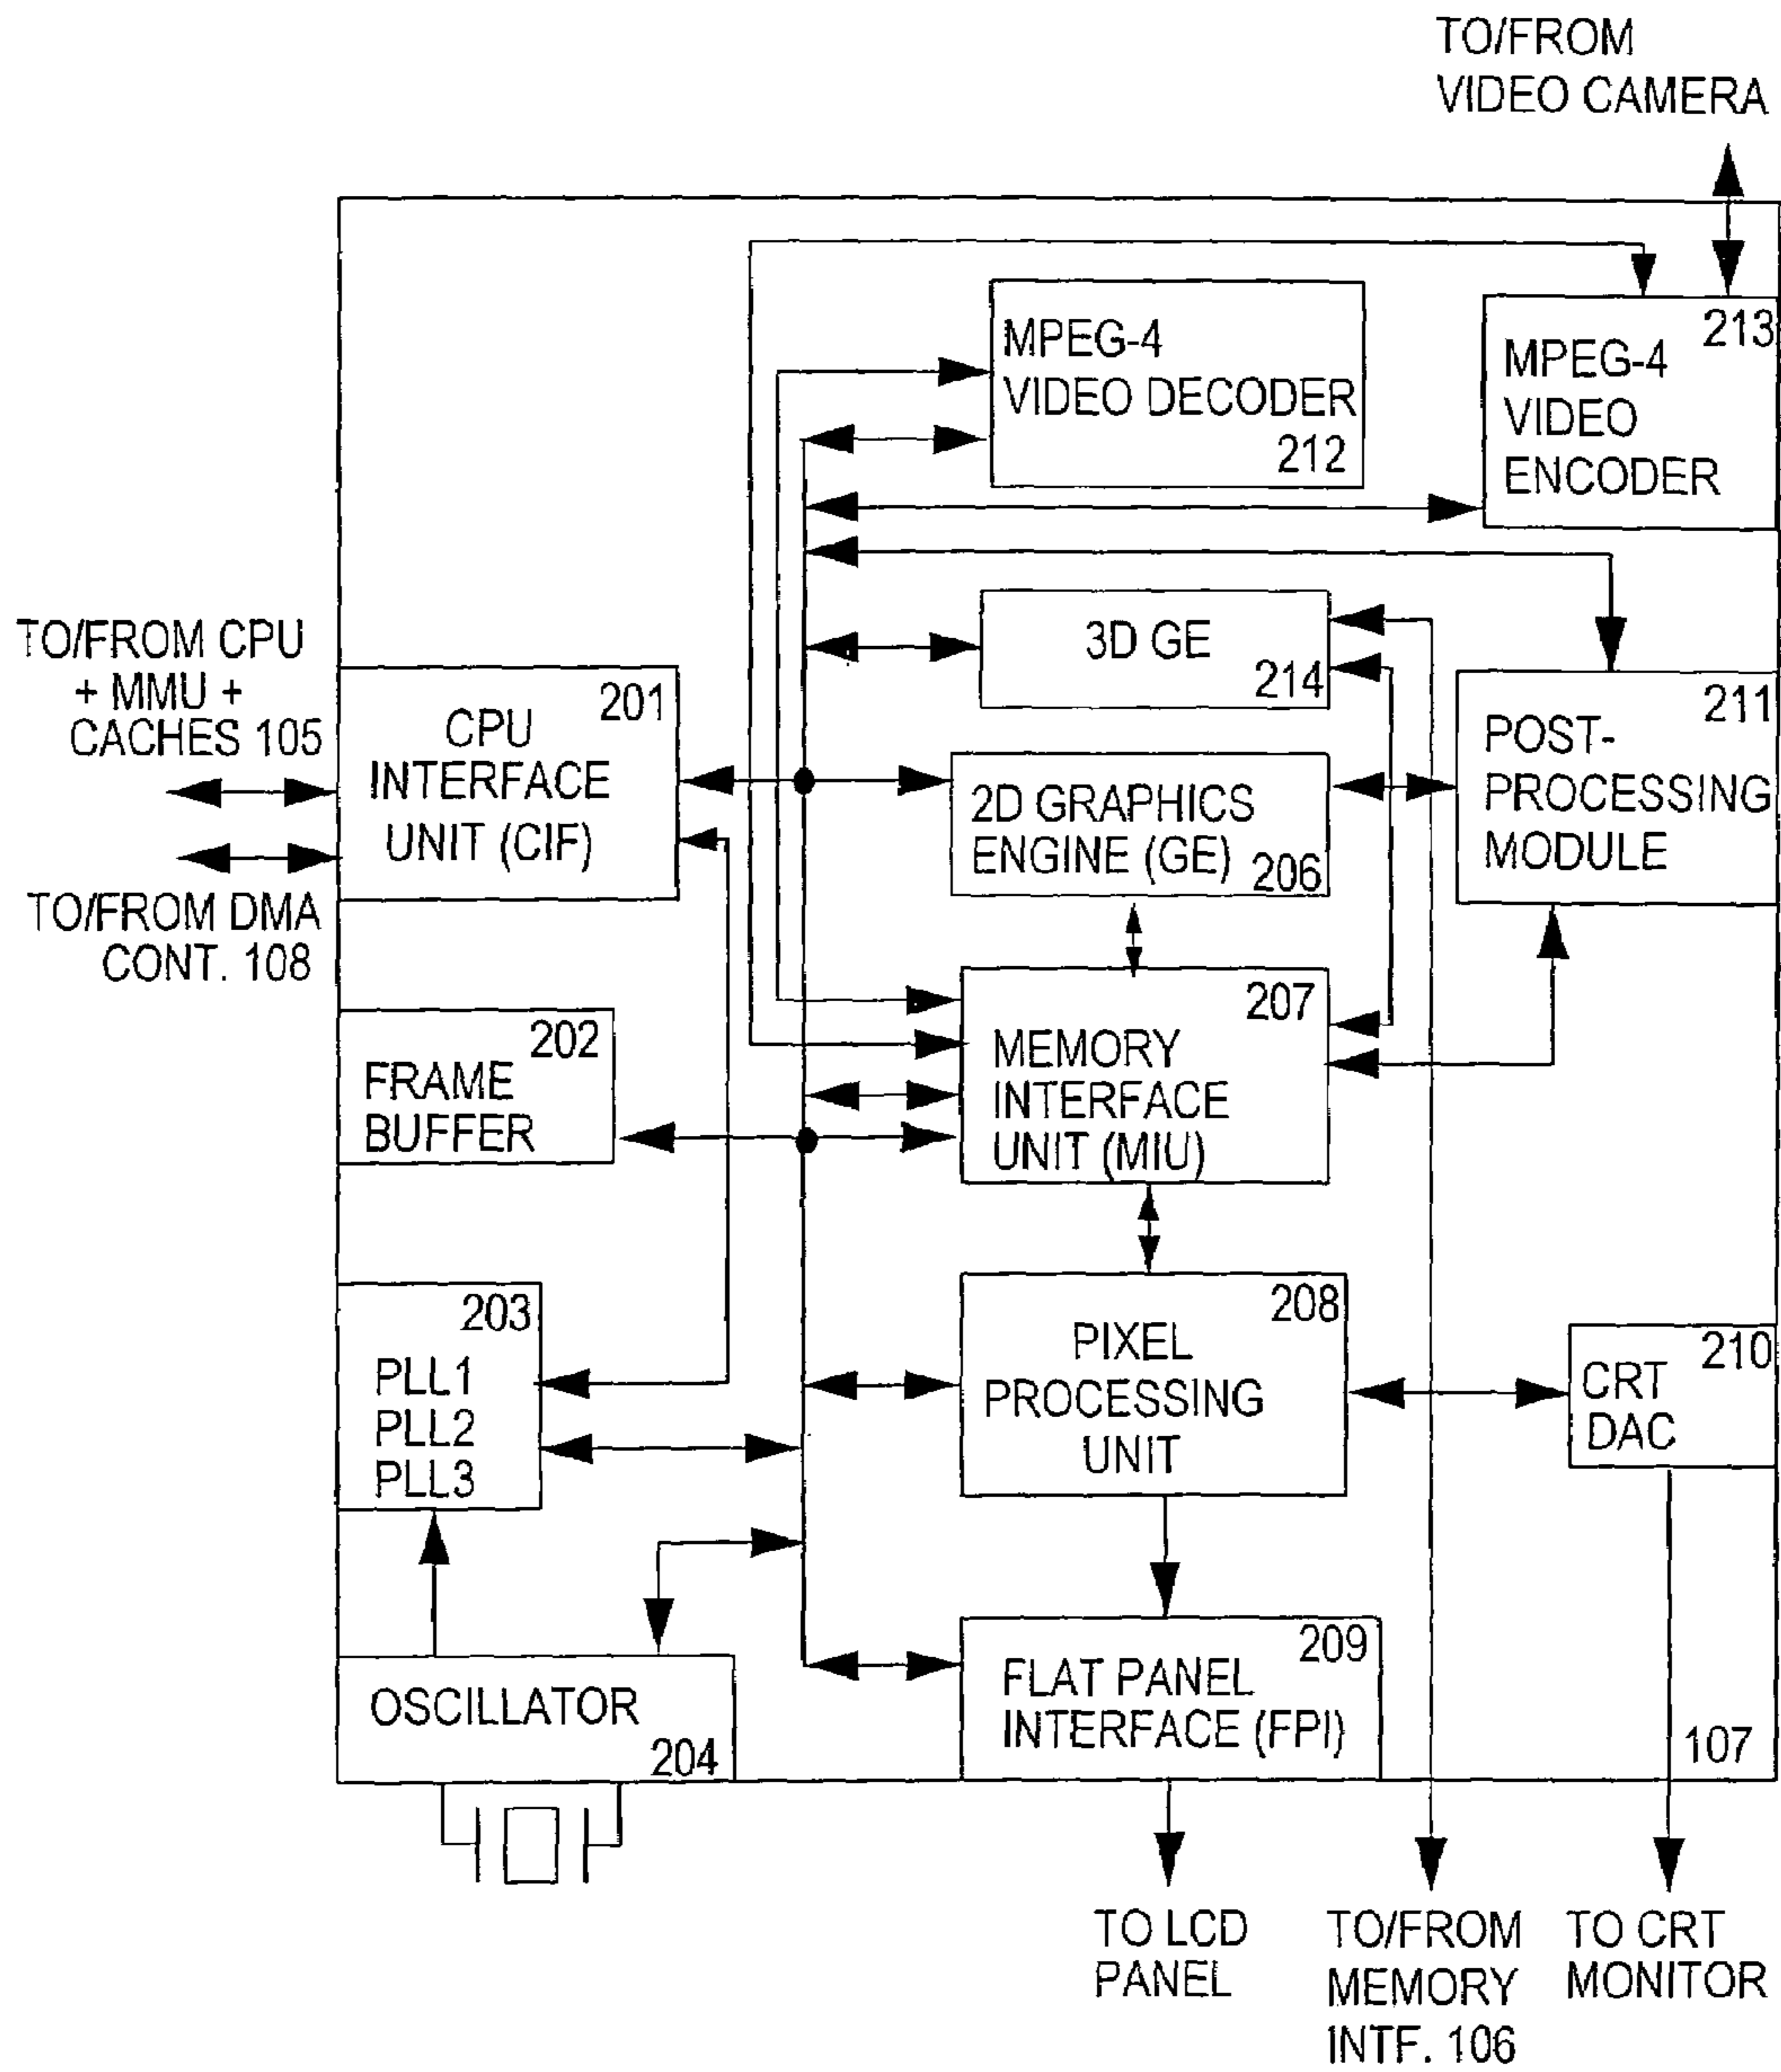 TO/FROM
VIDEO CAMERA
213
MPEG-4
VIDEO
ENCODER
MPEG-4
VIDEO DECODER
212
TO/FROM CPU
+ MMU +
CACHES 105
TO/FROM DMA
CONT. 108
201
CPU
INTERFACE
UNIT (CIF)
3D GE
214
211
POST-
PROCESSING
MODULE
2D GRAPHICS
ENGINE (GE)
206
202
FRAME
BUFFER
207
MEMORY
INTERFACE
UNIT (MIU)
203
PLL1
PLL2
PLL3
208
PIXEL
PROCESSING
UNIT
210
CRT
DAC
OSCILLATOR
204
209
FLAT PANEL
INTERFACE (FPI)
107
TO LCD
PANEL
TO/FROM
MEMORY
INTF. 106
TO CRT
MONITOR